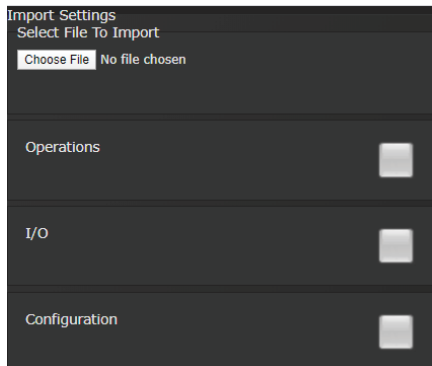 Import Settings
Select File To Import
Choose File No file chosen
Operations
I/O
Configuration